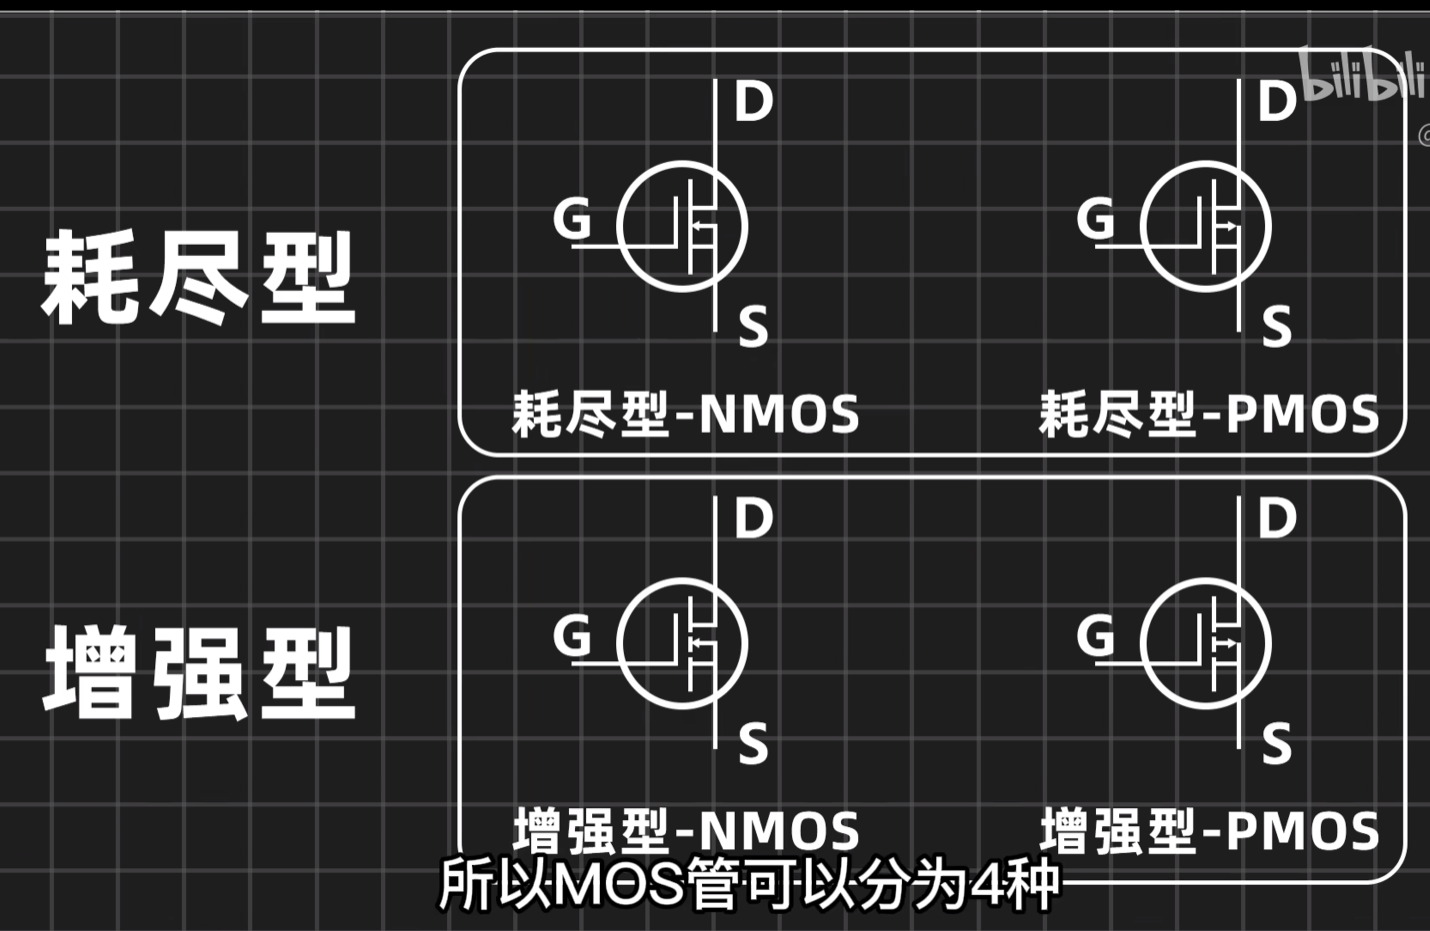 D
D
bilibili
G
G
@
耗尽型
S
S
耗尽型-NMOS
耗尽型-PMOS
D
D
G
G
增强型
S
S
增强型-NMOS
增强型-PMOS
所以MOS管可以分为4种